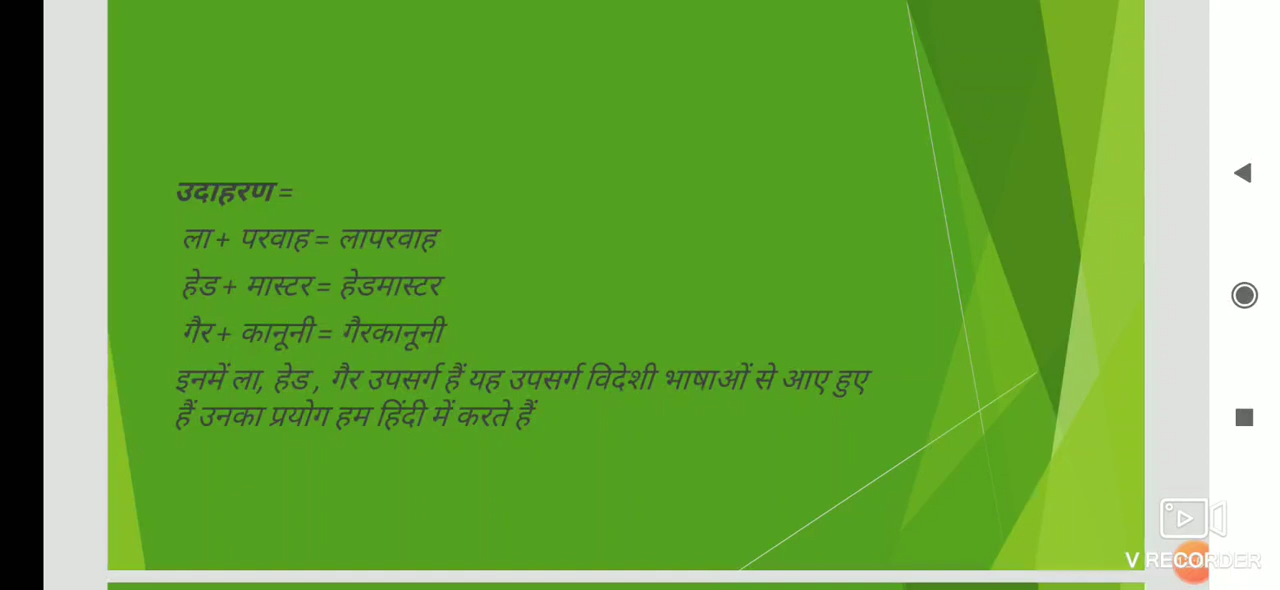 उदाहरण =
ला + परवाह = लापरवाह
हेड + मास्टर = हेडमास्टर
गैर + कानूनी = गैरकानूनी
इनमें ला, हेड , गैर उपसर्ग हैं यह उपसर्ग विदेशी भाषाओं से आए हुए
हैं उनका प्रयोग हम हिंदी में करते हैं
V RECORDER